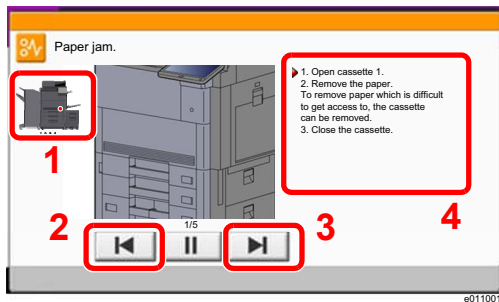 Paper jam.
1. Open cassette 1.
2. Remove the paper.
To remove paper which is difficult
to get access to, the cassette
can be removed.
3. Close the cassette.
1
2
1/5
3
4
e011001